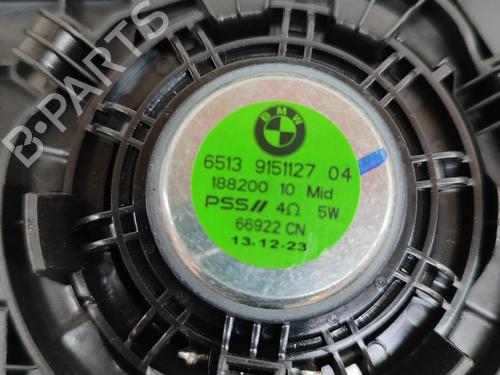 BMW
6513 9151127 04
188200 10 Mid
PSS// 4Ω 5W
66922 CN
13.12.23
B-PARTS